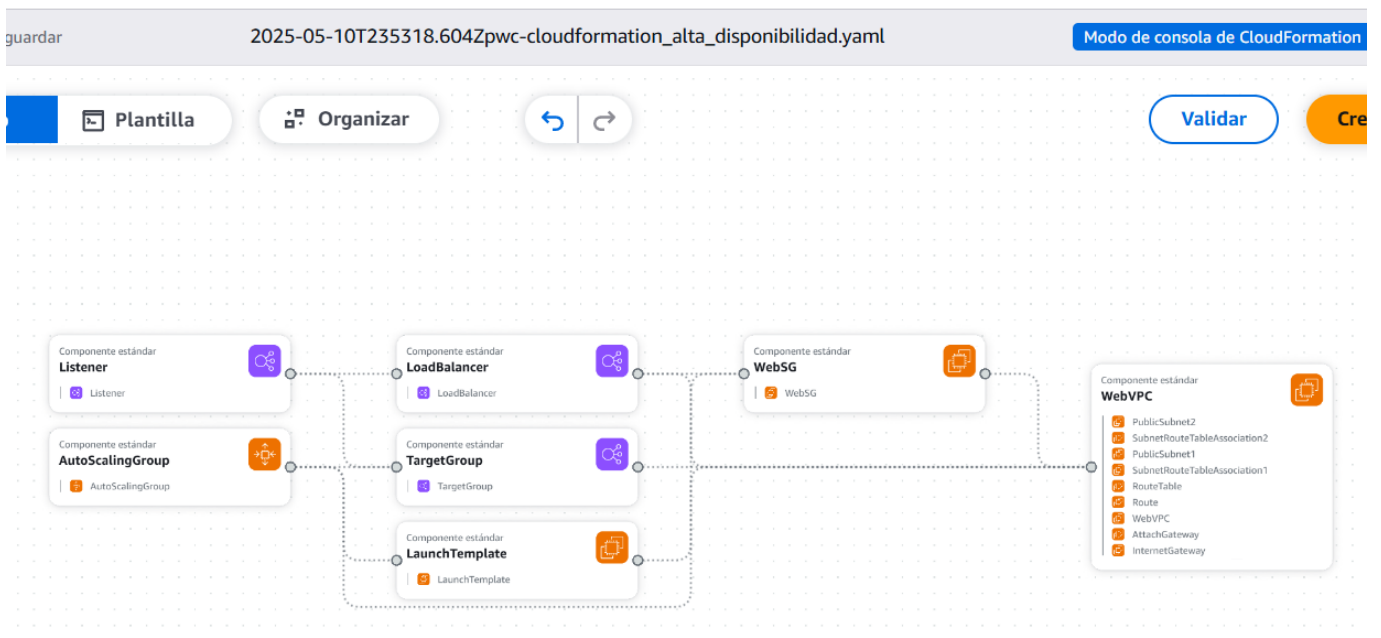 guardar
2025-05-10T235318.604Zpwc-cloudformation_alta_disponibilidad.yaml
Modo de consola de CloudFormation
Plantilla
Organizar
Validar
Cre
Componente estándar
Listener
Listener
Componente estándar
AutoScalingGroup
AutoScalingGroup
Componente estándar
LoadBalancer
LoadBalancer
Componente estándar
TargetGroup
TargetGroup
Componente estándar
LaunchTemplate
LaunchTemplate
Componente estándar
WebSG
WebSG
Componente estándar
WebVPC
PublicSubnet2
SubnetRouteTableAssociation2
PublicSubnet1
SubnetRouteTableAssociation1
RouteTable
Route
WebVPC
AttachGateway
InternetGateway